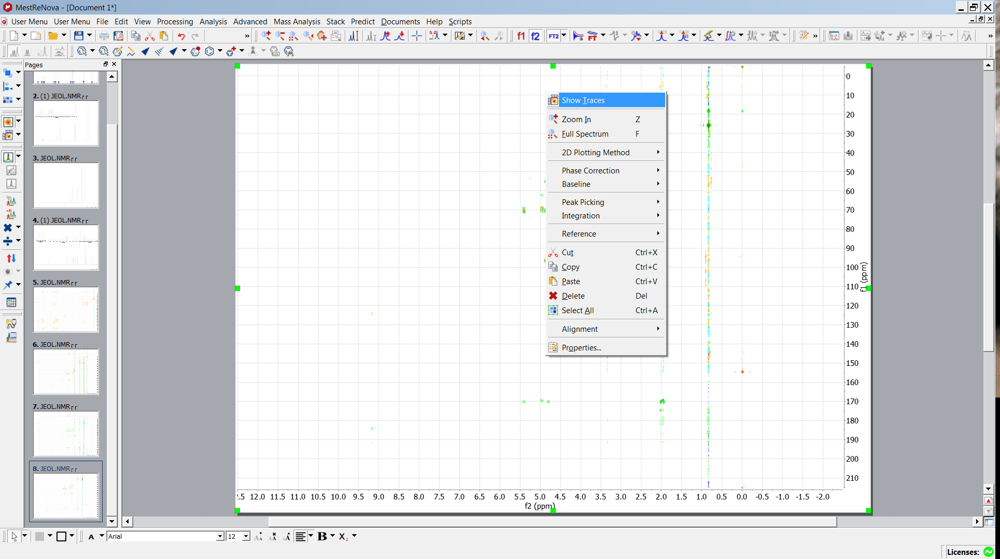 MestReNova - [Document 1*]
User Menu User Menu File Edit View Processing Analysis Advanced Mass Analysis Stack Predict Documents Help Scripts
f1 f2 FT2
Pages
2. (1) JEOL.NMR
3. JEOL.NMR
4. (1) JEOL.NMR
5. JEOL.NMR
6. JEOL.NMR
7. JEOL.NMR
8. JEOL.NMR
Show Traces
Zoom In Z
Full Spectrum F
2D Plotting Method
Phase Correction
Baseline
Peak Picking
Integration
Reference
Cut Ctrl+X
Copy Ctrl+C
Paste Ctrl+V
Delete Del
Select All Ctrl+A
Alignment
Properties...
0
10
20
30
40
50
60
70
80
90
100
110
120
130
140
150
160
170
180
190
200
210
f1 (ppm)
.5 12.0 11.5 11.0 10.5 10.0 9.5 9.0 8.5 8.0 7.5 7.0 6.5 6.0 5.5 5.0 4.5 4.0 3.5 3.0 2.5 2.0 1.5 1.0 0.5 0.0 -0.5 -1.0 -1.5 -2.0
f2 (ppm)
A Arial 12 B X₂
Licenses: